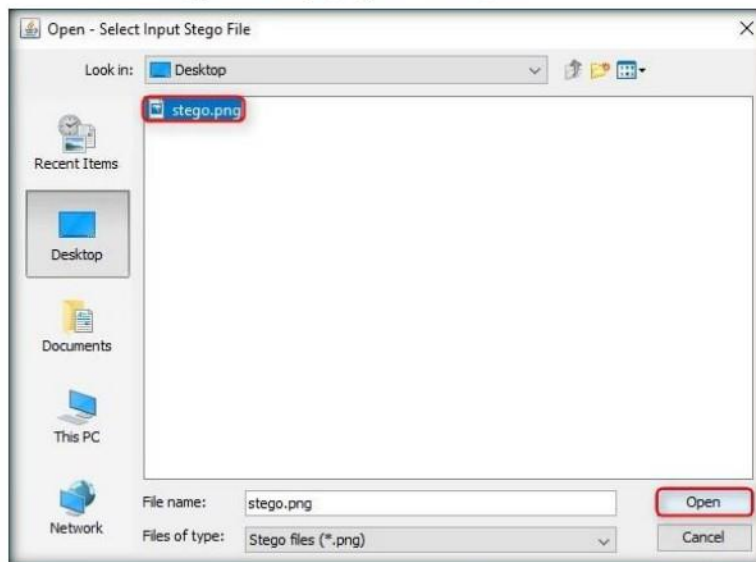 Open - Select Input Stego File
Look in: Desktop
stego.png
Recent Items
Desktop
Documents
This PC
Network
File name: stego.png Open
Files of type: Stego files (*.png) Cancel